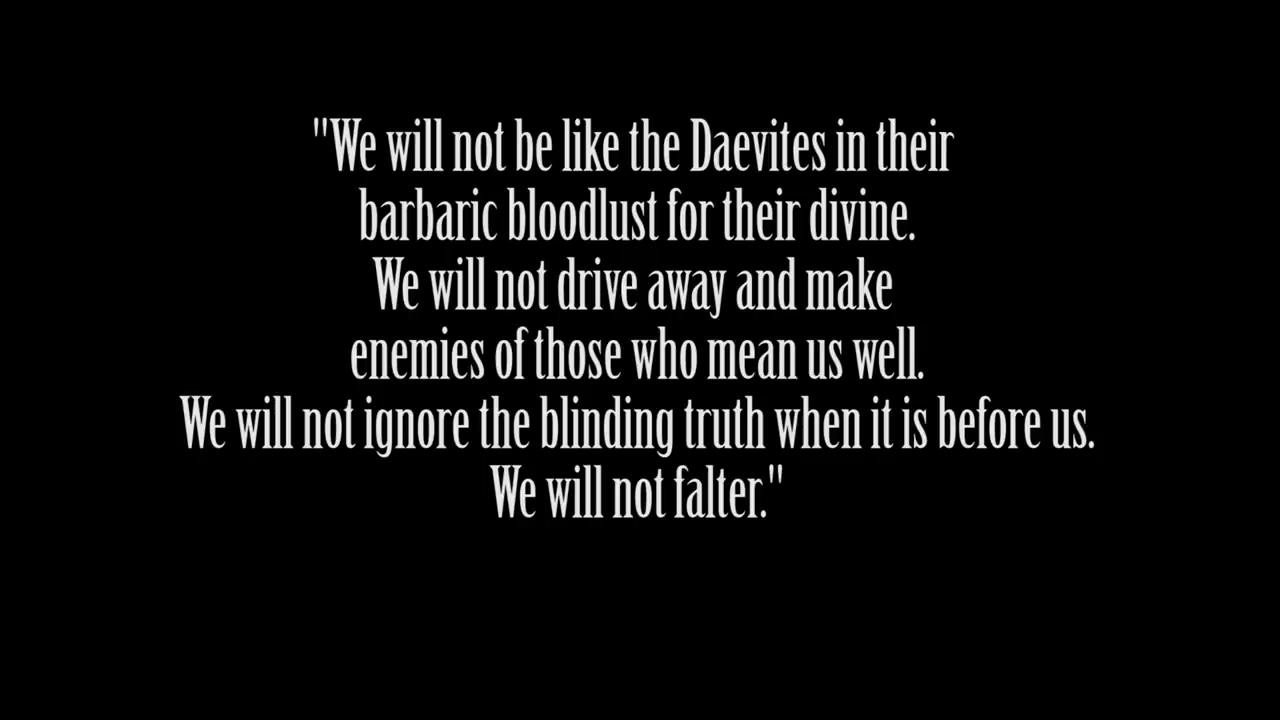 "We will not be like the Daevites in their
barbaric bloodlust for their divine.
We will not drive away and make
enemies of those who mean us well.
We will not ignore the blinding truth when it is before us.
We will not falter."